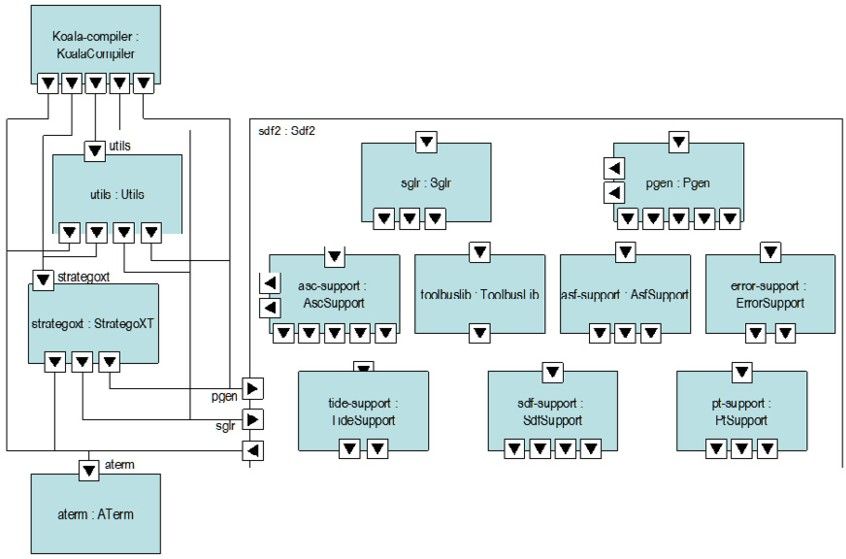 Koala-compiler :
KoalaCompiler
utils
sdf2 : Sdf2
utils : Utils
sglr : Sglr
pgen : Pgen
strategoxt
strategoxt : StrategoXT
asc-support :
AscSupport
toolbuslib : ToolbusLib
asf-support : AsfSupport
error-support :
ErrorSupport
pgen
sglr
tide-support :
TideSupport
sdf-support :
SdfSupport
pt-support :
PtSupport
aterm
aterm : ATerm